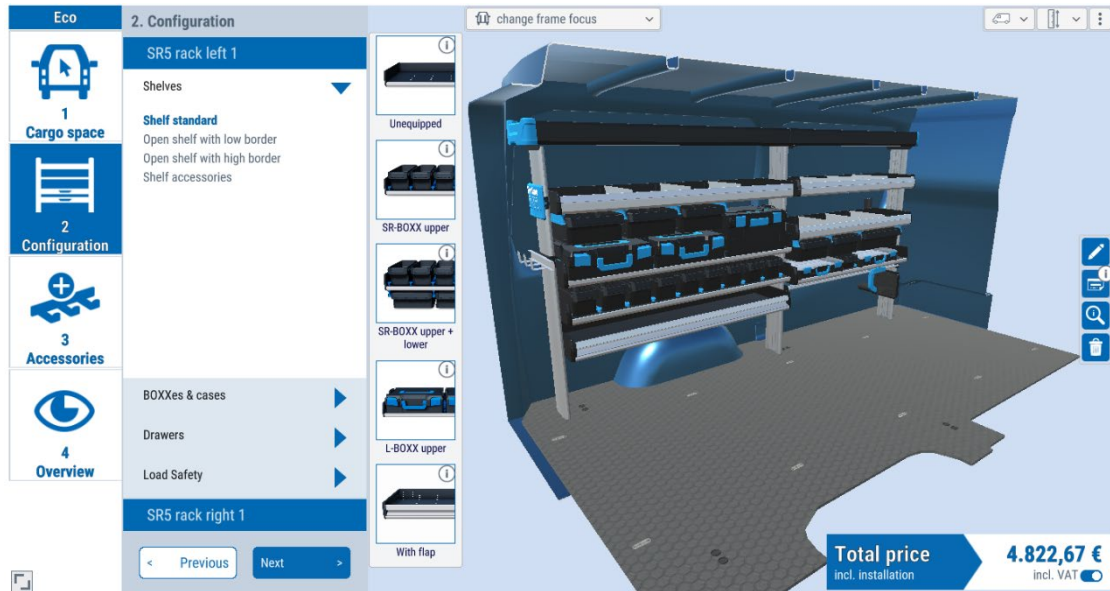 Eco
1
Cargo space
2
Configuration
3
Accessories
4
Overview
2. Configuration
SR5 rack left 1
Shelves
Shelf standard
Open shelf with low border
Open shelf with high border
Shelf accessories
BOXXes & cases
Drawers
Load Safety
SR5 rack right 1
< Previous
Next >
Unequipped
SR-BOXX upper
SR-BOXX upper +
lower
L-BOXX upper
With flap
change frame focus
Total price
incl. installation
4.822,67 €
incl. VAT